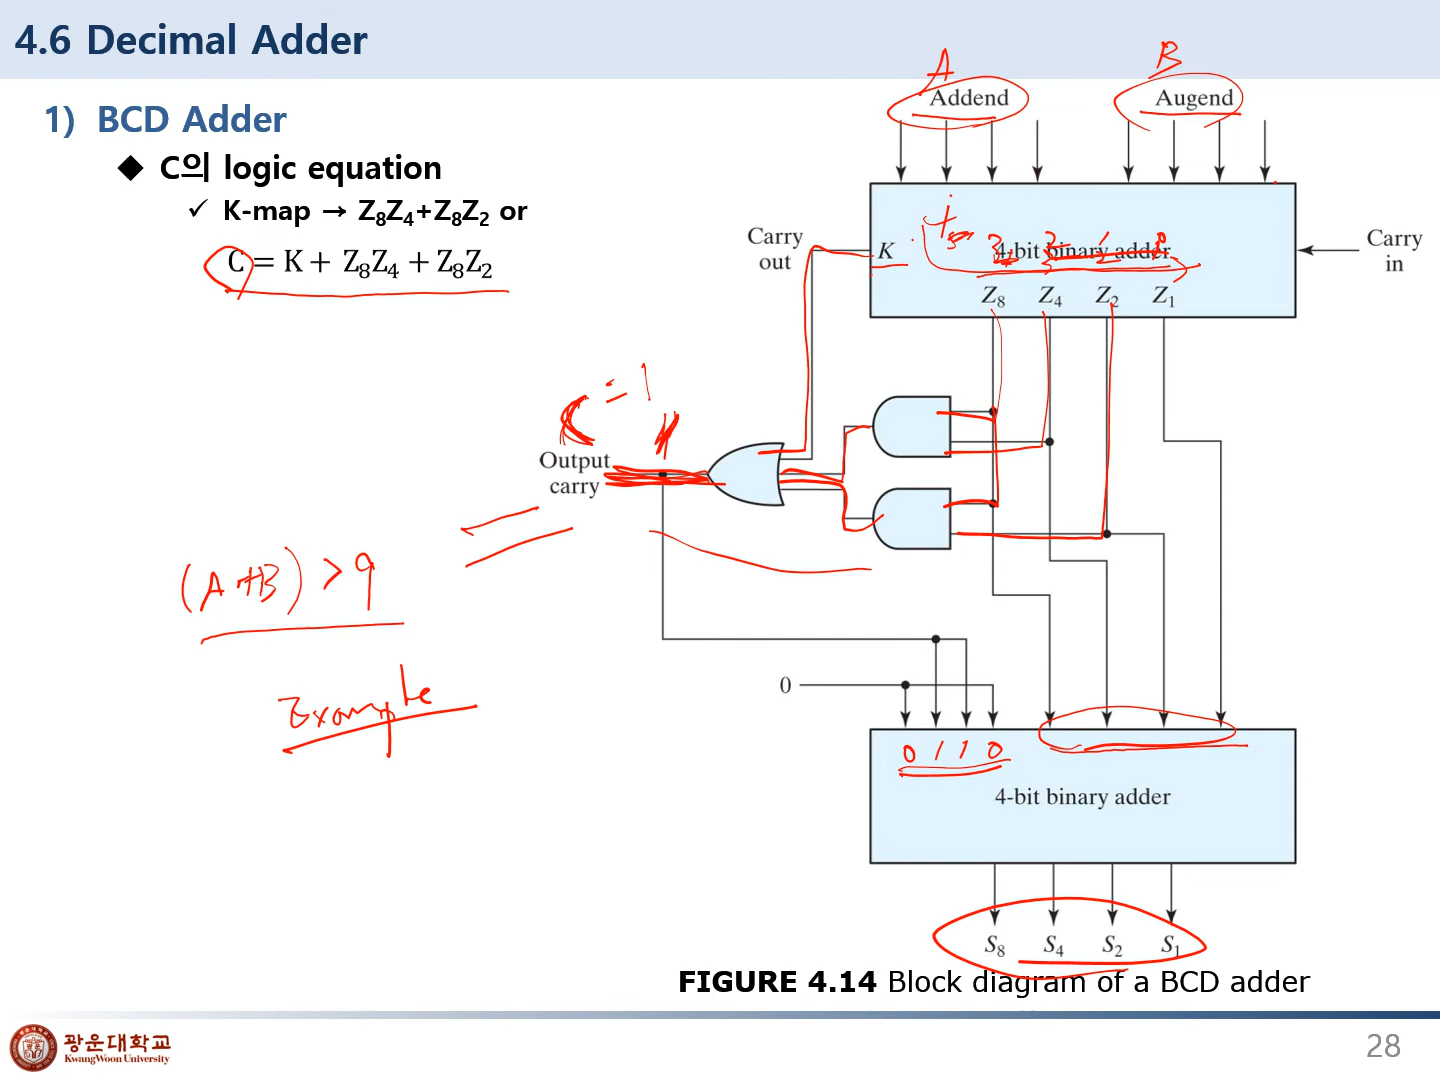 4.6 Decimal Adder
1) BCD Adder
◆ C의 logic equation
✓ K-map → Z₈Z₄+Z₈Z₂ or
C = K + Z₈Z₄ + Z₈Z₂
A
B
Addend
Augend
Carry out
K
4-bit binary adder
Carry in
Z₈ Z₄ Z₂ Z₁
C = 1
Output carry
(A+B) > 9
Example
0
0 1 1 0
4-bit binary adder
S₈ S₄ S₂ S₁
FIGURE 4.14 Block diagram of a BCD adder
광운대학교
KwangWoon University
28